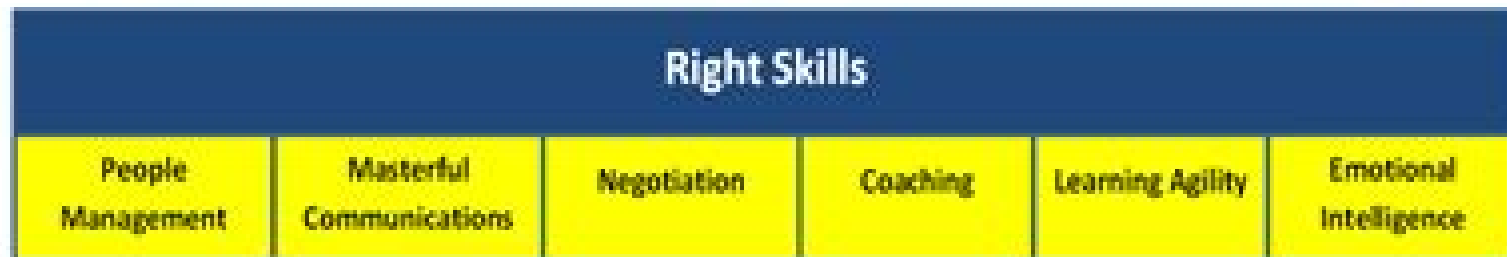 Right Skills
People
Management
Masterful
Communications
Negotiation
Coaching
Learning Agility
Emotional
Intelligence